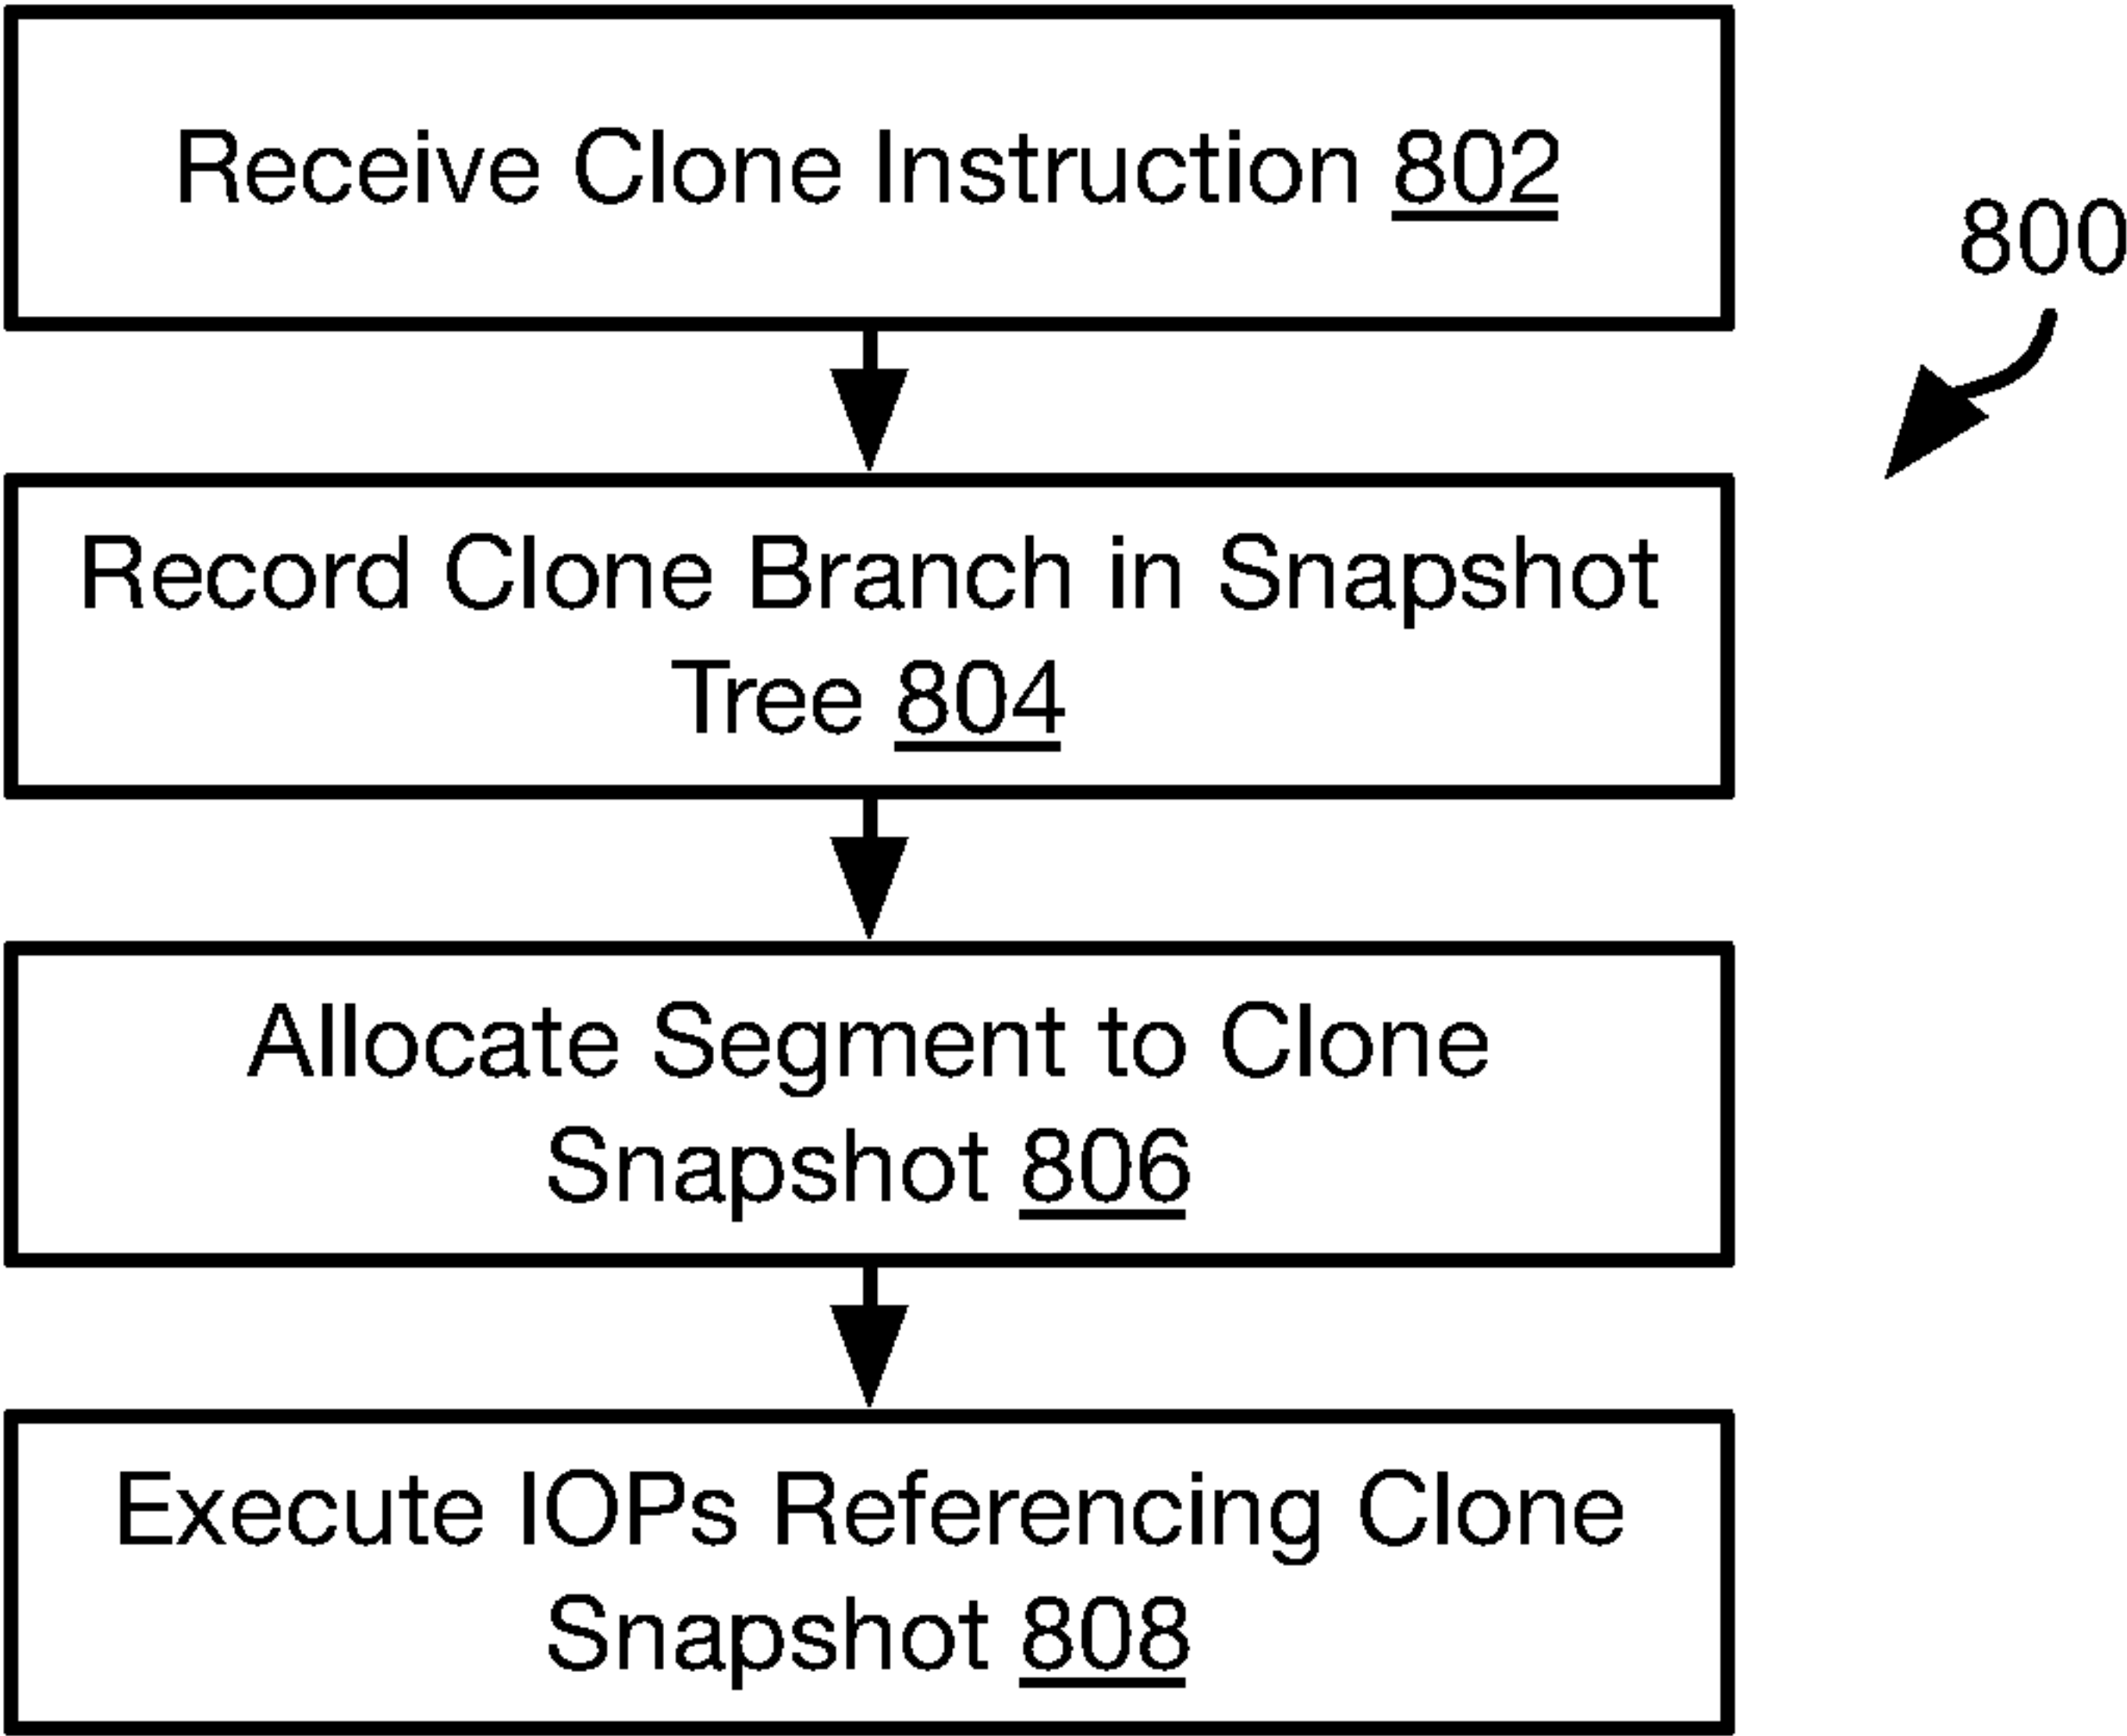 Receive Clone Instruction 802
800
Record Clone Branch in Snapshot
Tree 804
Allocate Segment to Clone
Snapshot 806
Execute IOPs Referencing Clone
Snapshot 808